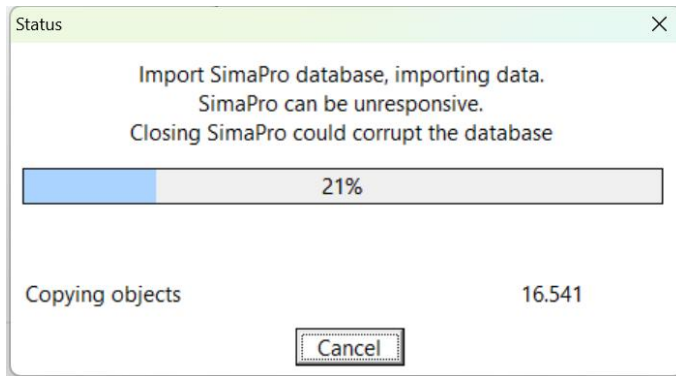 Status
Import SimaPro database, importing data.
SimaPro can be unresponsive.
Closing SimaPro could corrupt the database
21%
Copying objects 16.541
Cancel